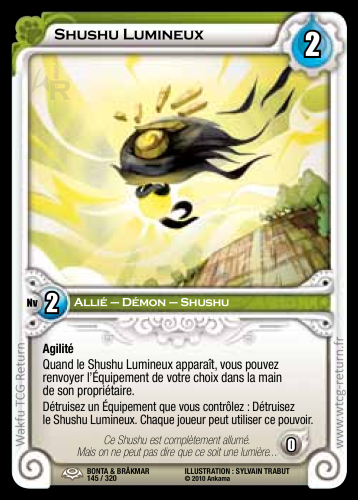 Shushu Lumineux
2
Nv 2 Allié – Démon – Shushu
Agilité
Quand le Shushu Lumineux apparaît, vous pouvez
renvoyer l'Équipement de votre choix dans la main
de son propriétaire.
Détruisez un Équipement que vous contrôlez : Détruisez
le Shushu Lumineux. Chaque joueur peut utiliser ce pouvoir.
Ce Shushu est complètement allumé.
Mais on ne peut pas dire que ce soit une lumière...
0
BONTA & BRÂKMAR
145 / 320
ILLUSTRATION : SYLVAIN TRABUT
© 2010 Ankama
Wakfu TCG Return
www.wtcg-return.fr